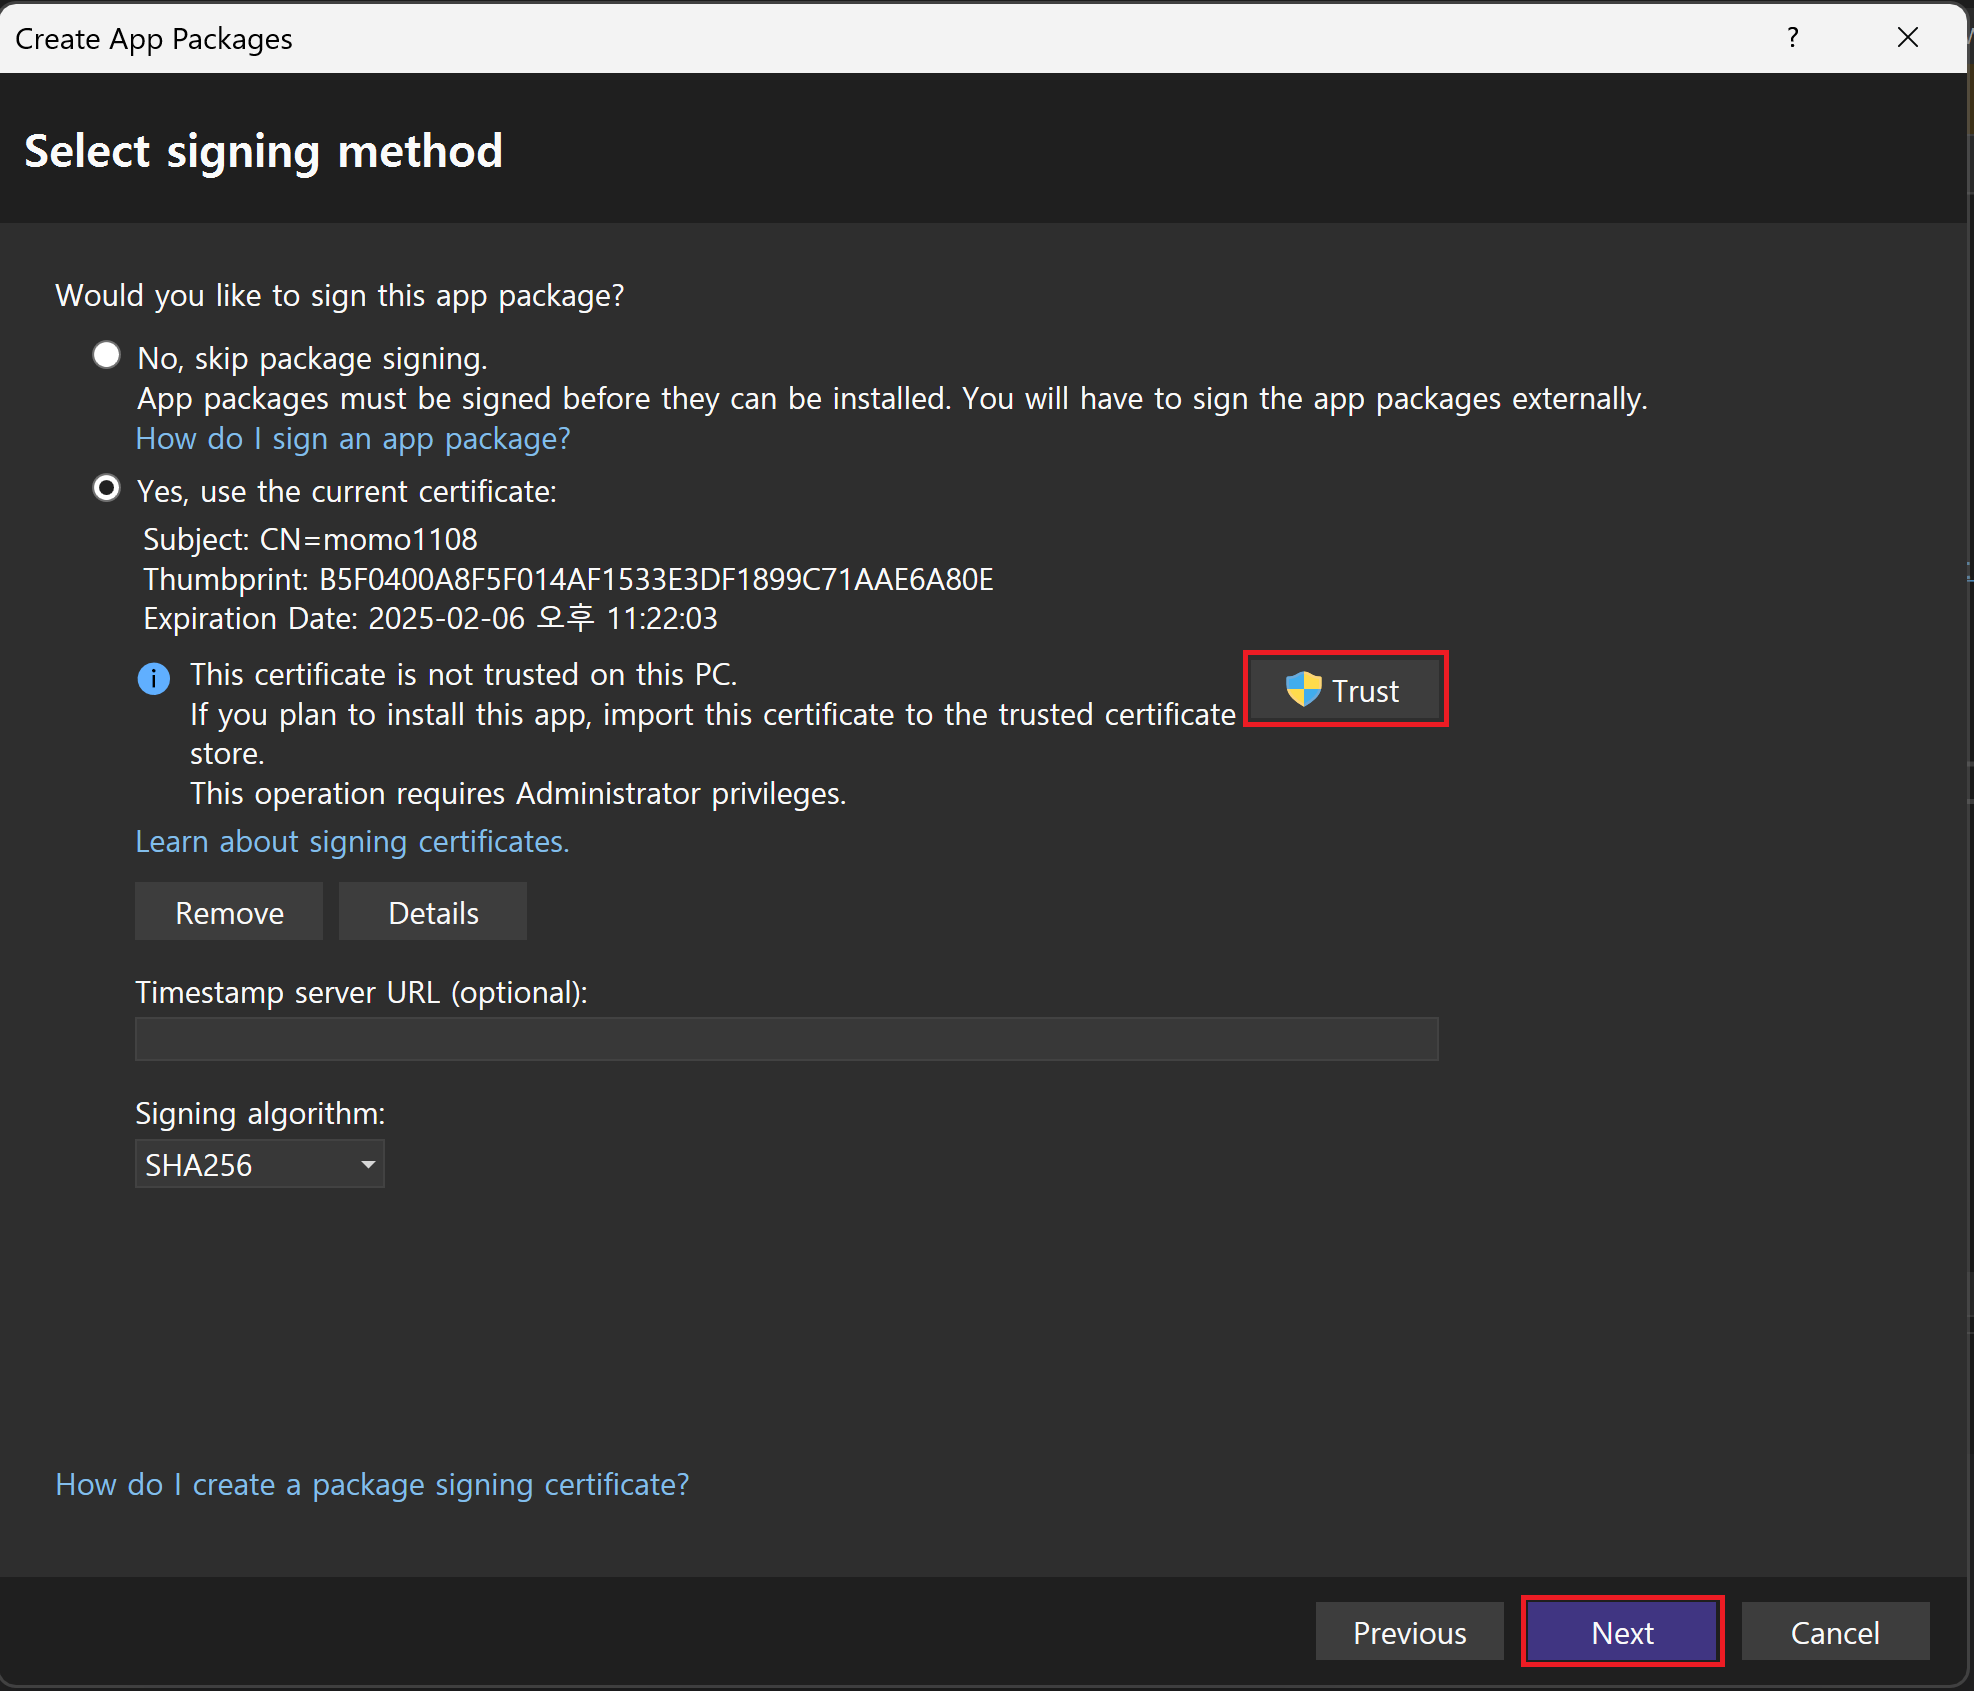 Create App Packages
?
Select signing method
Would you like to sign this app package?
No, skip package signing.
App packages must be signed before they can be installed. You will have to sign the app packages externally.
How do I sign an app package?
Yes, use the current certificate:
Subject: CN=momo1108
Thumbprint: B5F0400A8F5F014AF1533E3DF1899C71AAE6A80E
Expiration Date: 2025-02-06 오후 11:22:03
This certificate is not trusted on this PC.
If you plan to install this app, import this certificate to the trusted certificate
store.
This operation requires Administrator privileges.
Trust
Learn about signing certificates.
Remove
Details
Timestamp server URL (optional):
Signing algorithm:
SHA256
How do I create a package signing certificate?
Previous
Next
Cancel